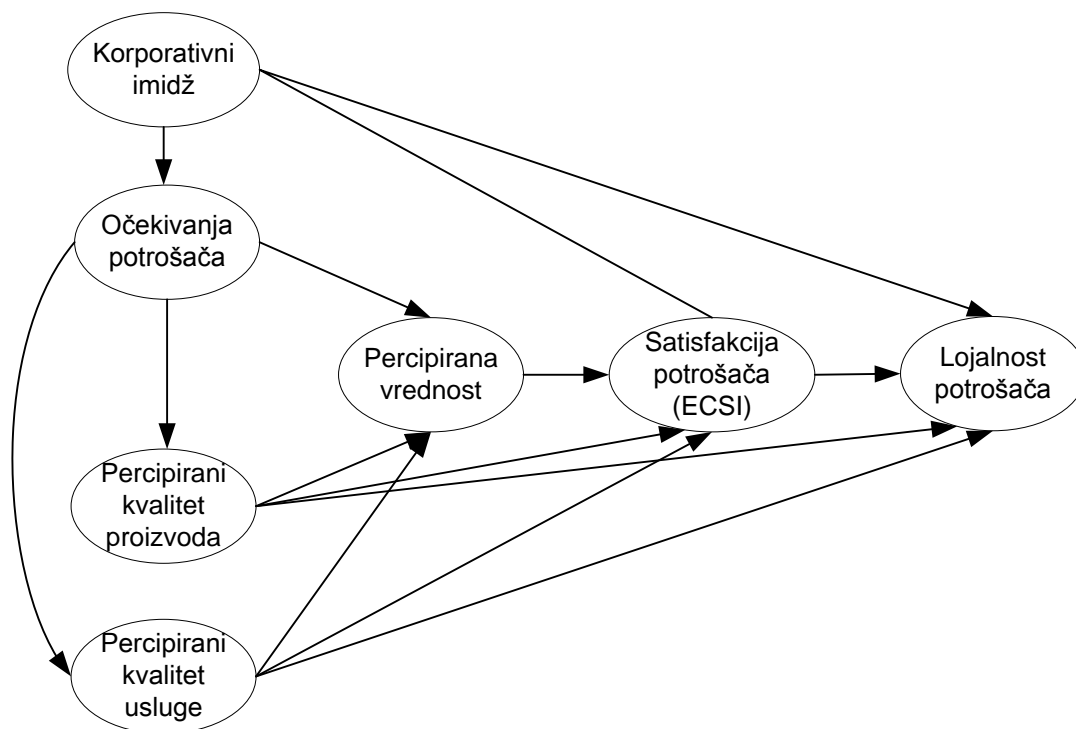 Korporativni
imidž
Očekivanja
potrošača
Percipirana
vrednost
Satisfakcija
potrošača
(ECSI)
Lojalnost
potrošača
Percipirani
kvalitet
proizvoda
Percipirani
kvalitet
usluge